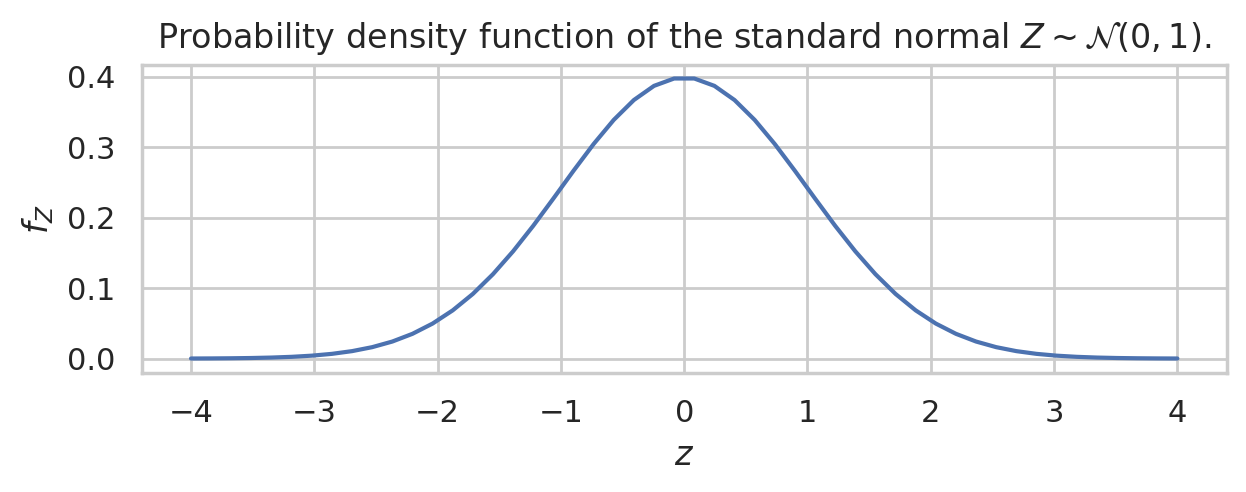 Probability density function of the standard normal Z ∼ 𝒩(0, 1).
0.4
0.3
0.2
0.1
0.0
f_Z
−4 −3 −2 −1 0 1 2 3 4
z